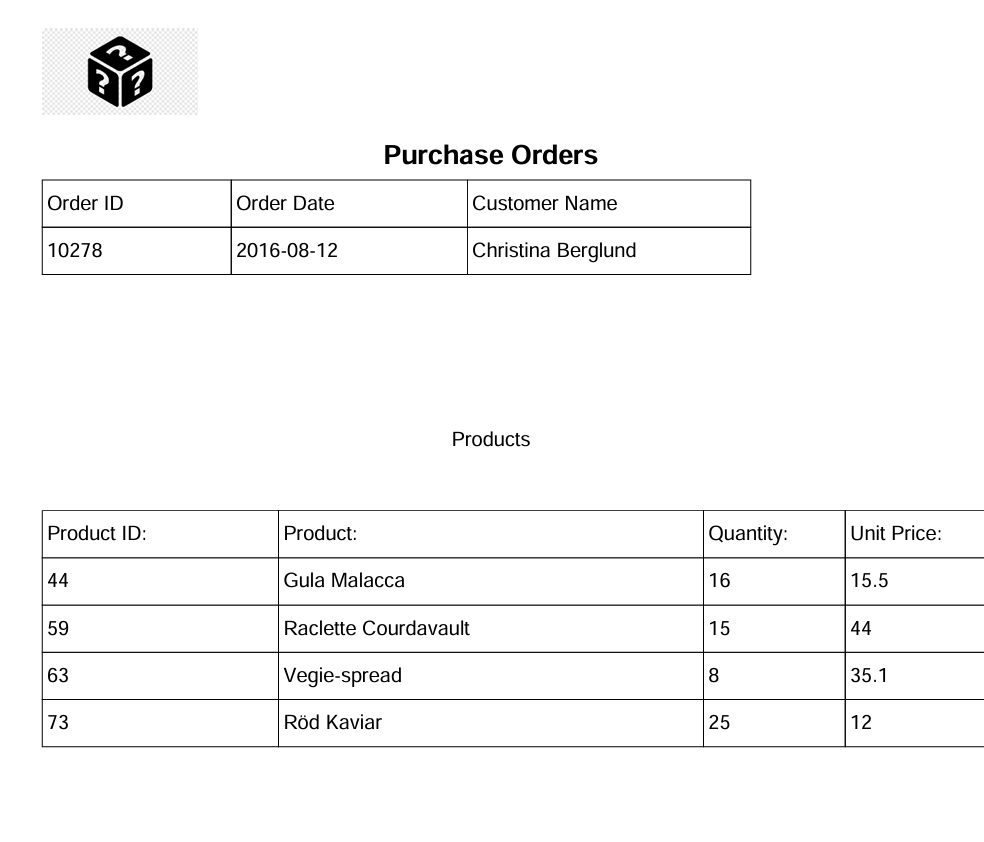 Purchase Orders
Order ID Order Date Customer Name
10278 2016-08-12 Christina Berglund
Products
Product ID: Product: Quantity: Unit Price:
44 Gula Malacca 16 15.5
59 Raclette Courdavault 15 44
63 Vegie-spread 8 35.1
73 Röd Kaviar 25 12